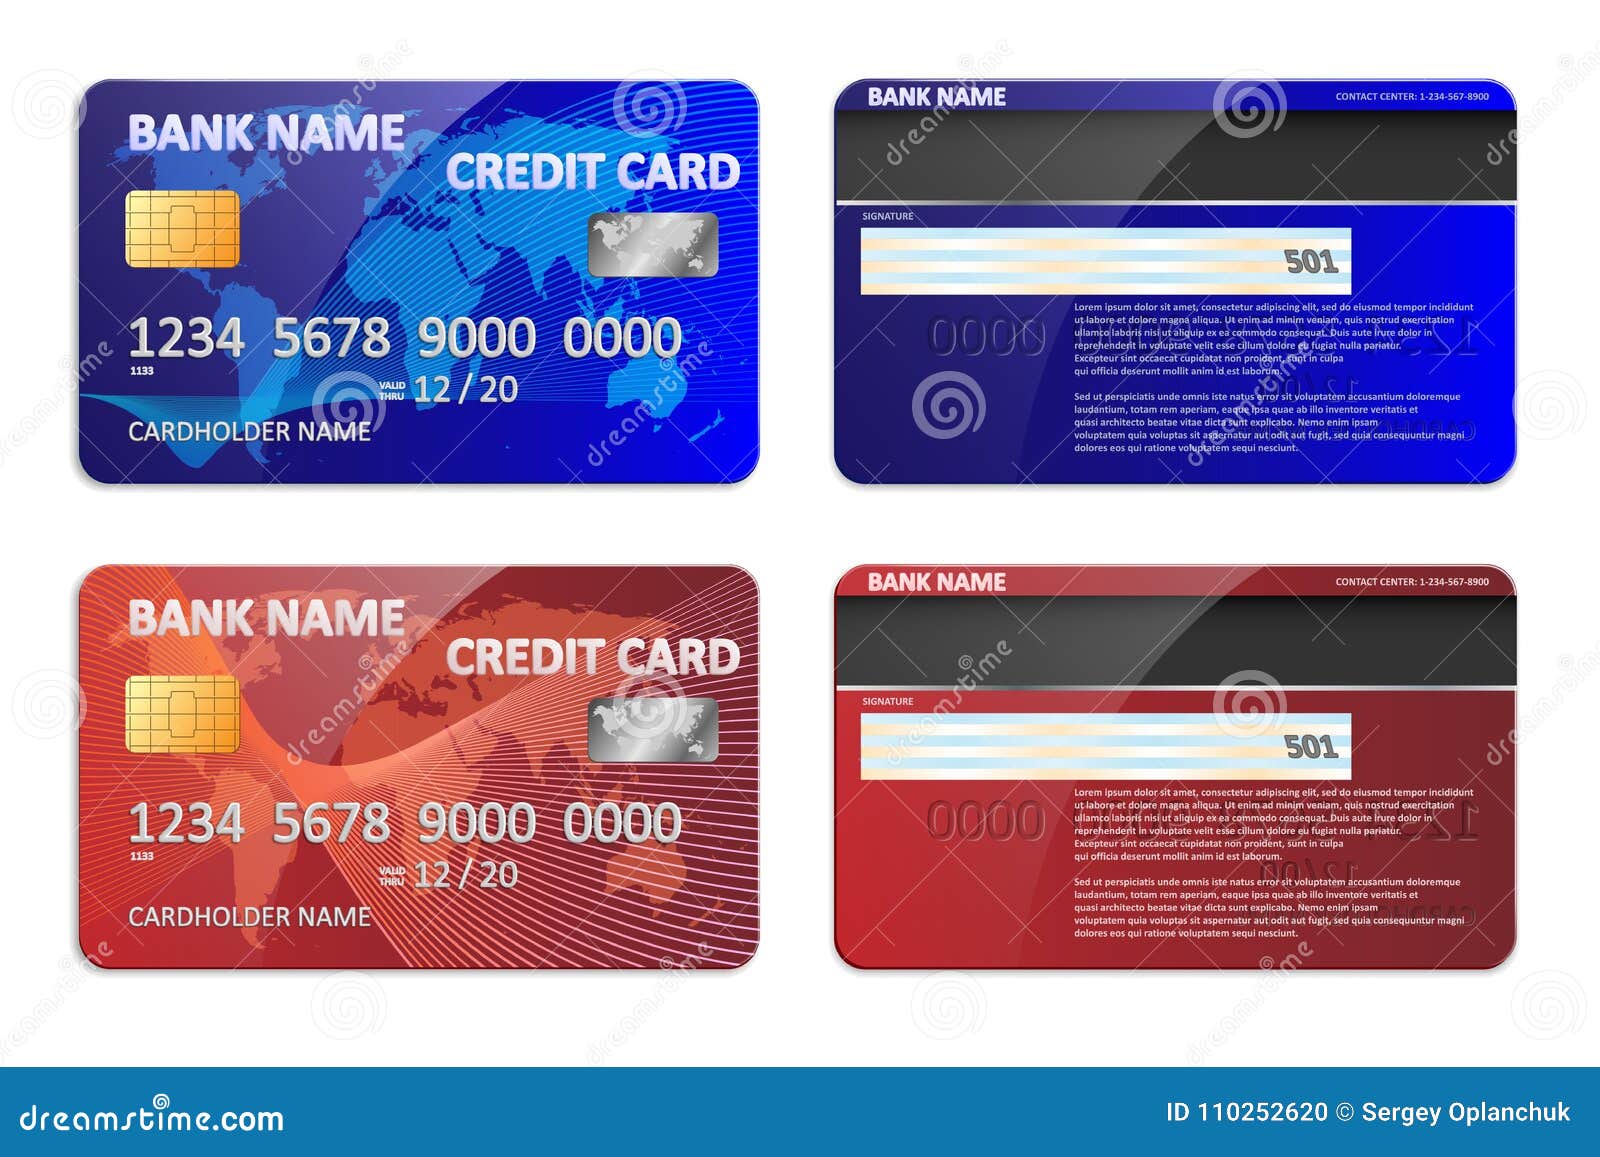 BANK NAME
CREDIT CARD
1234 5678 9000 0000
1133
VALID
THRU 12 / 20
CARDHOLDER NAME
BANK NAME
CONTACT CENTER: 1-234-567-8900
SIGNATURE
501
Lorem ipsum dolor sit amet, consectetur adipiscing elit, sed do eiusmod tempor incididunt
ut labore et dolore magna aliqua. Ut enim ad minim veniam, quis nostrud exercitation
ullamco laboris nisi ut aliquip ex ea commodo consequat. Duis aute irure dolor in
reprehenderit in voluptate velit esse cillum dolore eu fugiat nulla pariatur.
Excepteur sint occaecat cupidatat non proident, sunt in culpa
qui officia deserunt mollit anim id est laborum.
Sed ut perspiciatis unde omnis iste natus error sit voluptatem accusantium doloremque
laudantium, totam rem aperiam, eaque ipsa quae ab illo inventore veritatis et
quasi architecto beatae vitae dicta sunt explicabo. Nemo enim ipsam
voluptatem quia voluptas sit aspernatur aut odit aut fugit, sed quia consequuntur magni
dolores eos qui ratione voluptatem sequi nesciunt.
BANK NAME
CREDIT CARD
1234 5678 9000 0000
1133
VALID
THRU 12 / 20
CARDHOLDER NAME
BANK NAME
CONTACT CENTER: 1-234-567-8900
SIGNATURE
501
Lorem ipsum dolor sit amet, consectetur adipiscing elit, sed do eiusmod tempor incididunt
ut labore et dolore magna aliqua. Ut enim ad minim veniam, quis nostrud exercitation
ullamco laboris nisi ut aliquip ex ea commodo consequat. Duis aute irure dolor in
reprehenderit in voluptate velit esse cillum dolore eu fugiat nulla pariatur.
Excepteur sint occaecat cupidatat non proident, sunt in culpa
qui officia deserunt mollit anim id est laborum.
Sed ut perspiciatis unde omnis iste natus error sit voluptatem accusantium doloremque
laudantium, totam rem aperiam, eaque ipsa quae ab illo inventore veritatis et
quasi architecto beatae vitae dicta sunt explicabo. Nemo enim ipsam
voluptatem quia voluptas sit aspernatur aut odit aut fugit, sed quia consequuntur magni
dolores eos qui ratione voluptatem sequi nesciunt.
dreamstime.com
ID 110252620 © Sergey Oplanchuk